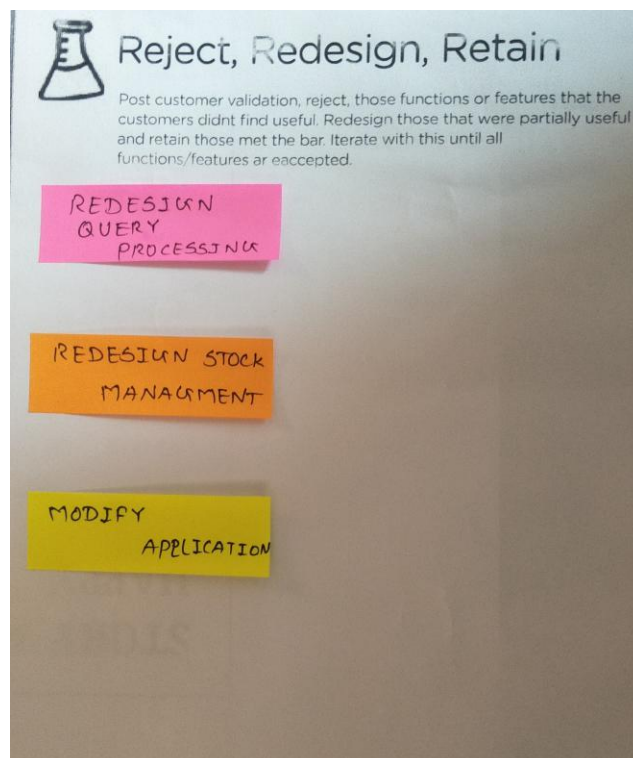 Reject, Redesign, Retain
Post customer validation, reject, those functions or features that the
customers didnt find useful. Redesign those that were partially useful
and retain those met the bar. Iterate with this until all
functions/features ar eaccepted.
REDESIGN
QUERY
PROCESSING
REDESIGN STOCK
MANAGMENT
MODIFY
APPLICATION